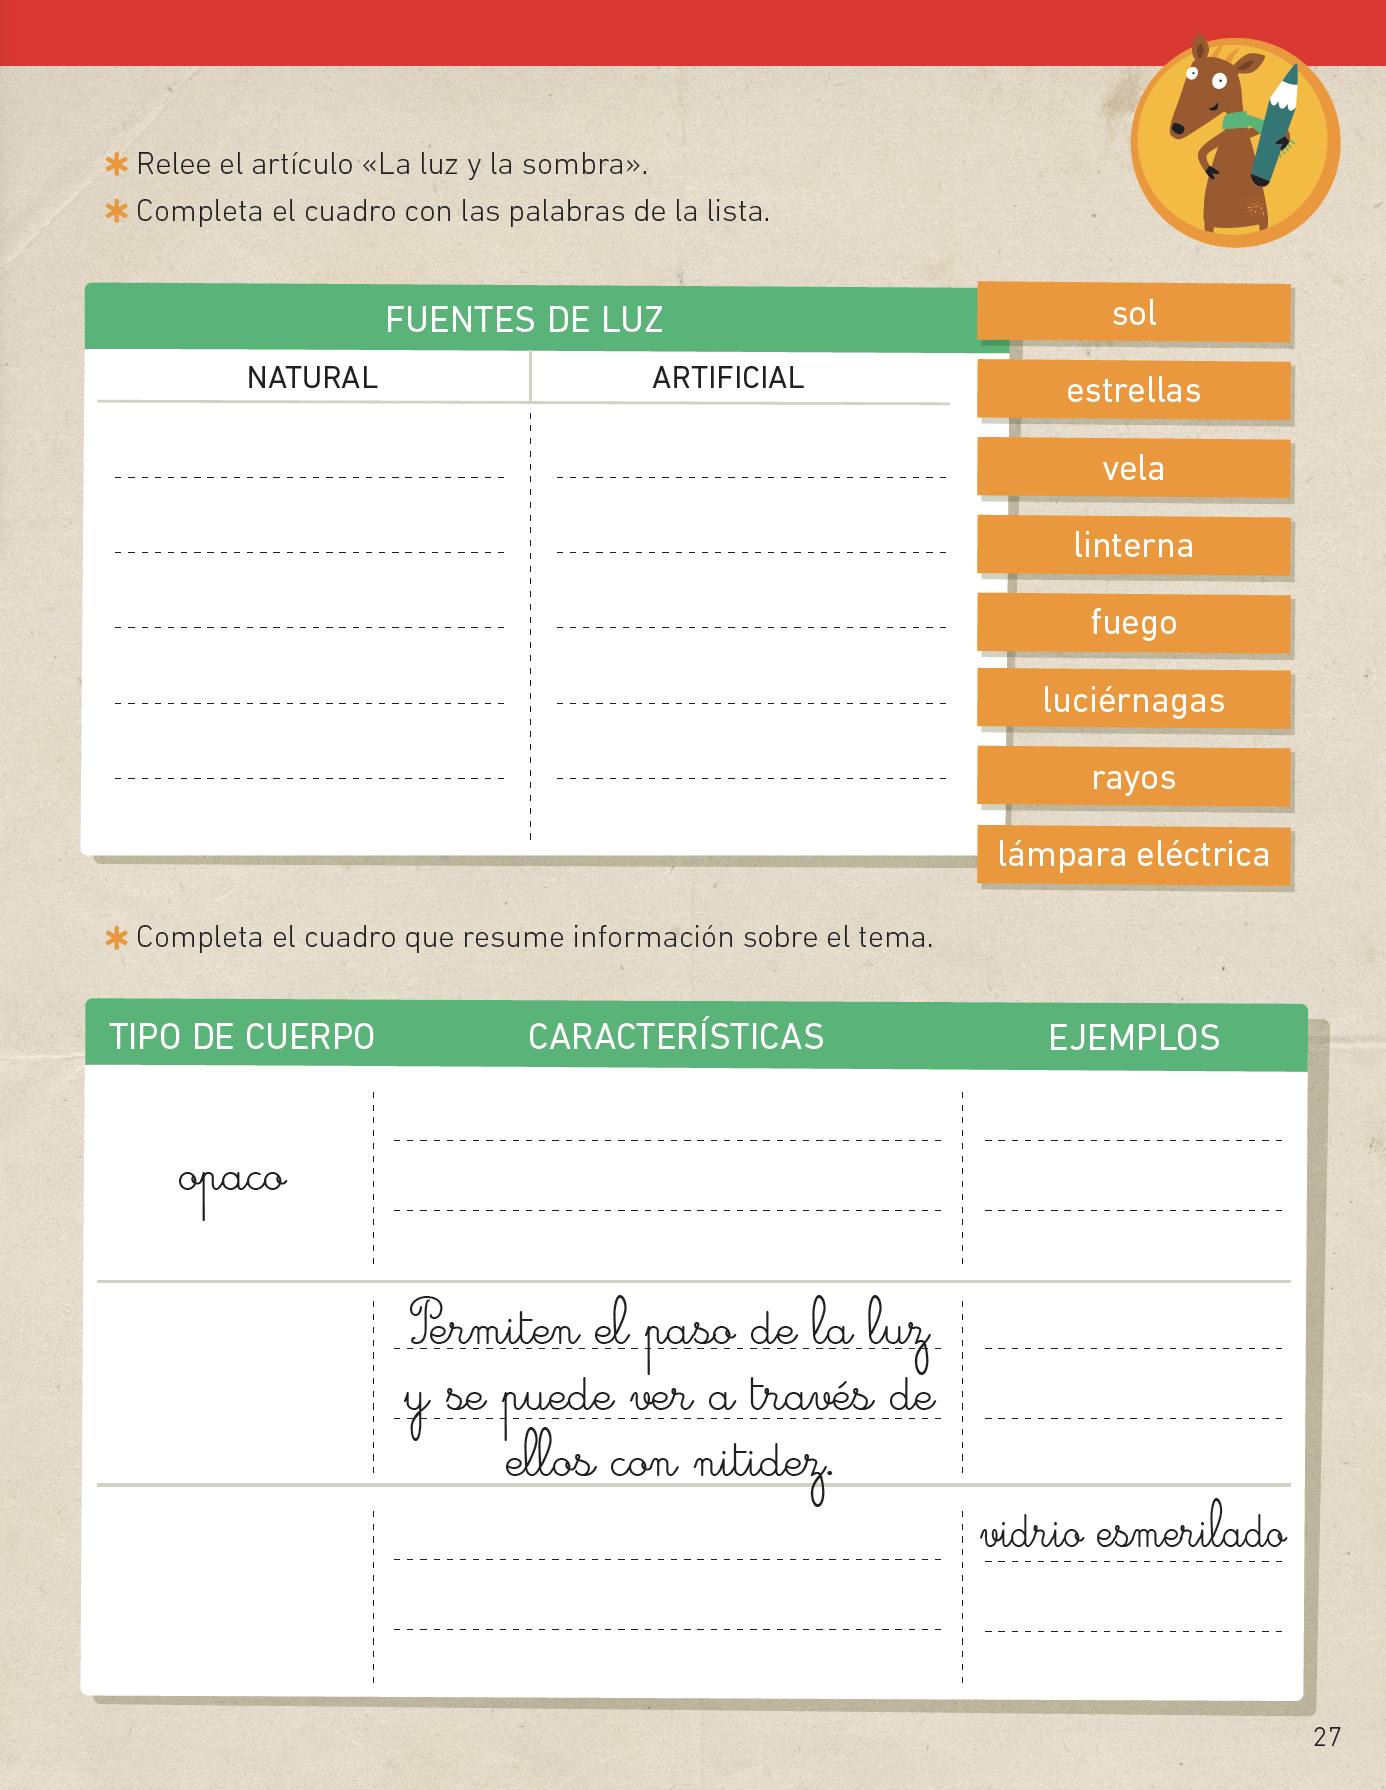 * Relee el artículo «La luz y la sombra».
* Completa el cuadro con las palabras de la lista.
FUENTES DE LUZ
NATURAL ARTIFICIAL
sol
estrellas
vela
linterna
fuego
luciérnagas
rayos
lámpara eléctrica
* Completa el cuadro que resume información sobre el tema.
TIPO DE CUERPO CARACTERÍSTICAS EJEMPLOS
opaco
Permiten el paso de la luz
y se puede ver a través de
ellos con nitidez.
vidrio esmerilado
27